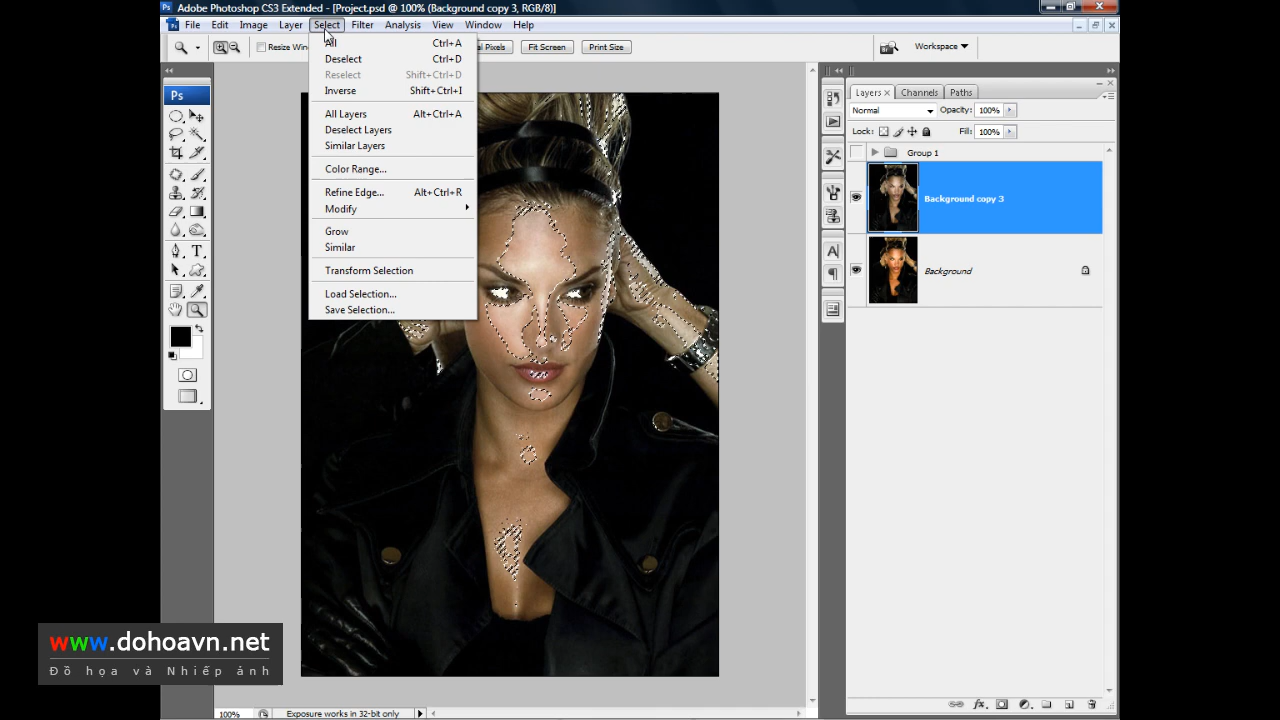 Adobe Photoshop CS3 Extended - [Project.psd @ 100% (Background copy 3, RGB/8)]
File Edit Image Layer Select Filter Analysis View Window Help
Resize Win
al Pixels
Fit Screen
Print Size
Workspace
All Ctrl+A
Deselect Ctrl+D
Reselect Shift+Ctrl+D
Inverse Shift+Ctrl+I
All Layers Alt+Ctrl+A
Deselect Layers
Similar Layers
Color Range...
Refine Edge... Alt+Ctrl+R
Modify
Grow
Similar
Transform Selection
Load Selection...
Save Selection...
Ps
T
Layers x Channels Paths
Normal Opacity: 100%
Lock: Fill: 100%
Group 1
Background copy 3
Background
A
www.dohoavn.net
Đồ họa và Nhiếp ảnh
100% Exposure works in 32-bit only